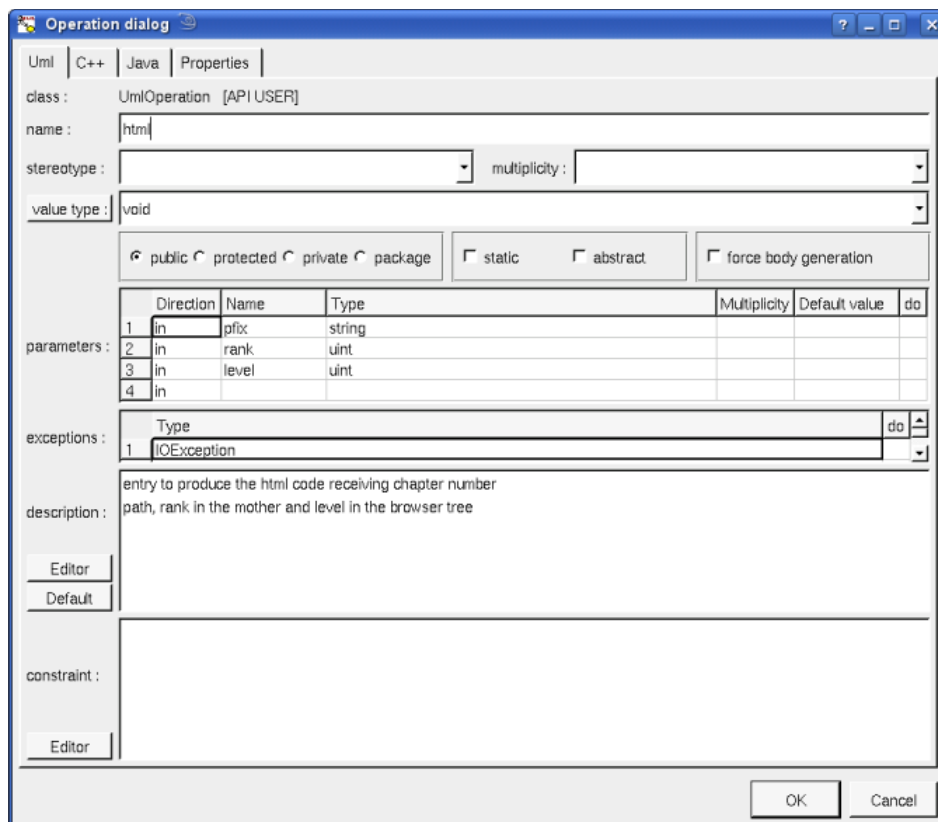 Operation dialog
?
Uml C++ Java Properties
class : UmlOperation [API USER]
name : html
stereotype : multiplicity :
value type : void
public protected private package static abstract force body generation
parameters :
Direction Name Type Multiplicity Default value do
1 in pfix string
2 in rank uint
3 in level uint
4 in
exceptions :
Type do
1 IOException
description :
entry to produce the html code receiving chapter number
path, rank in the mother and level in the browser tree
Editor
Default
constraint :
Editor
OK Cancel